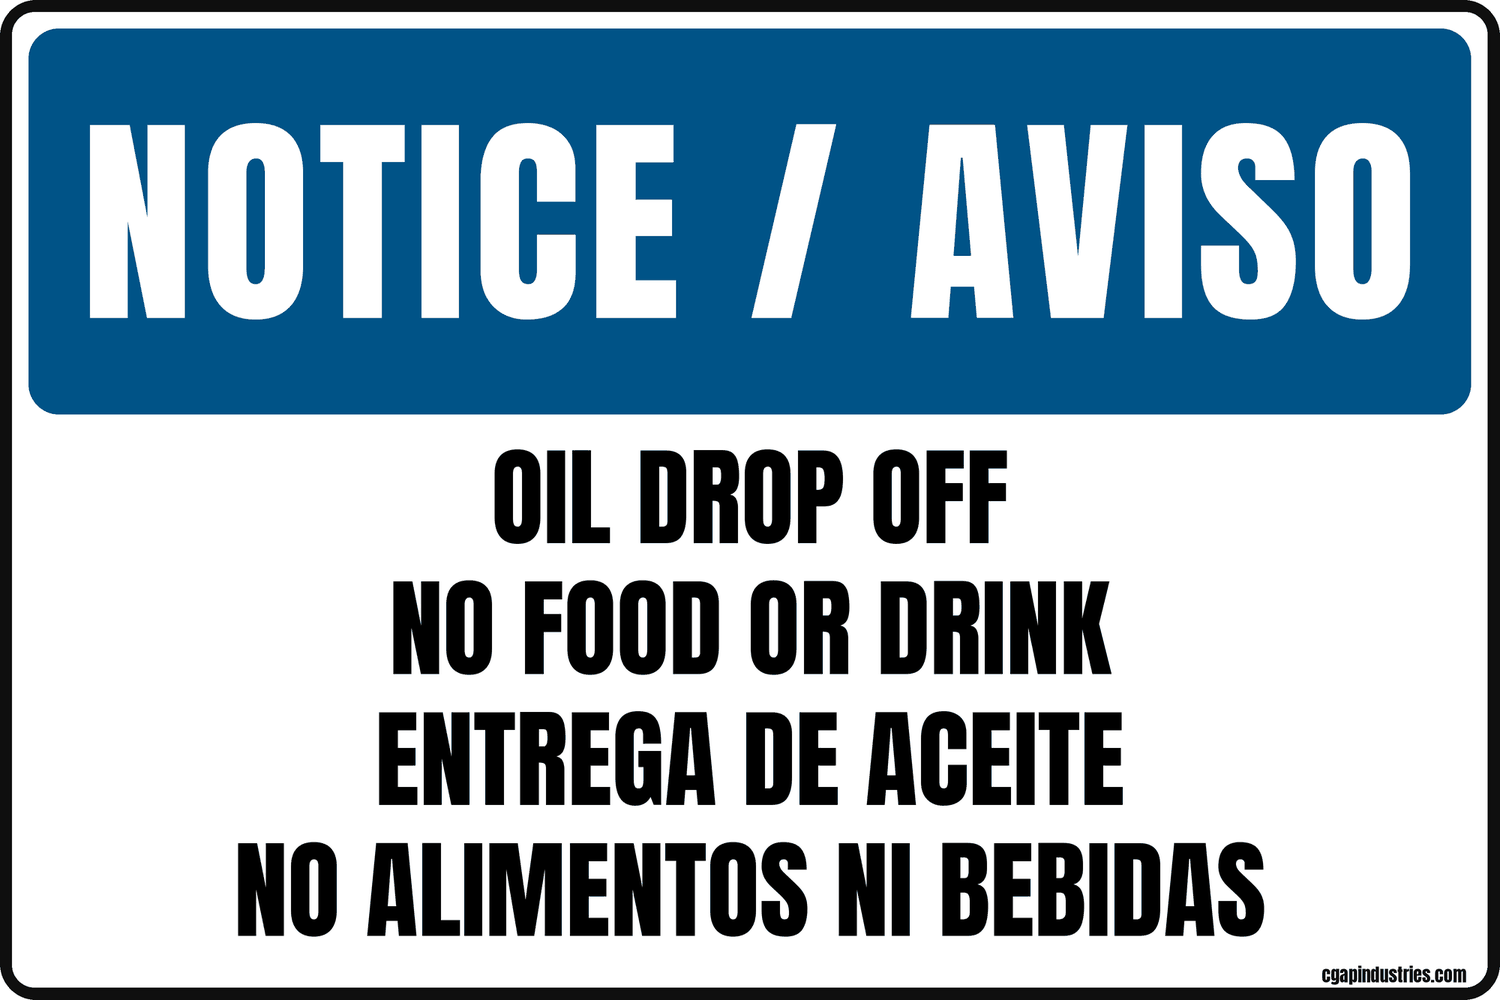 NOTICE / AVISO
OIL DROP OFF
NO FOOD OR DRINK
ENTREGA DE ACEITE
NO ALIMENTOS NI BEBIDAS
cgapindustries.com